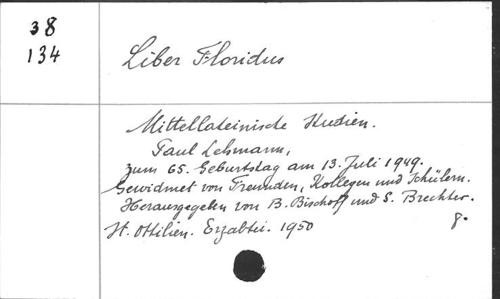 38
134
Liber Floridus
Mittellateinische Studien.
Paul Lehmann,
zum 65. Geburtstag am 13. Juli 1949.
Gewidmet von Freunden, Kollegen und Schülern.
Herausgegeben von B. Bischoff und S. Brechter.
St. Ottilien. Erzabtei. 1950
8.